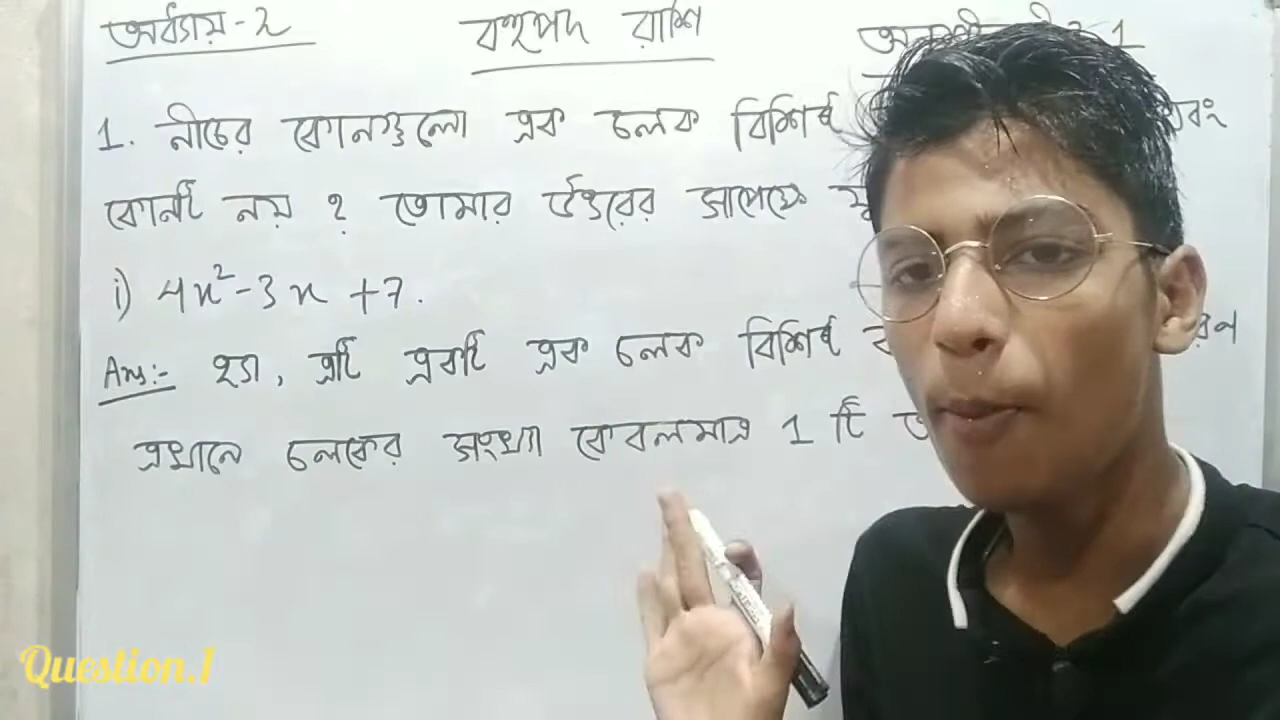 অধ্যায়-২ বহুপদ রাশি
1. নীচের কোনগুলো এক চলক বিশিষ্ট এবং
কোনটি নয় ? তোমার উত্তরের সাপেক্ষে
i) 4x²-3x +7.
Ans:- হ্যা, এটি একটি এক চলক বিশিষ্ট
এখানে চলকের সংখ্যা কেবলমাত্র 1 টি
Question.1